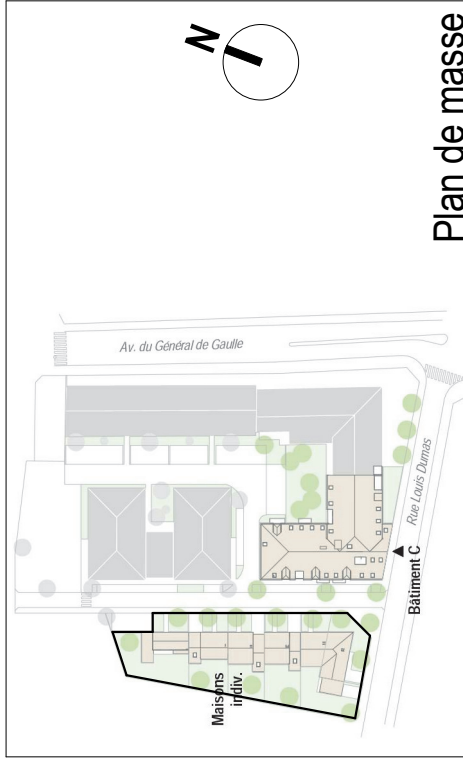 N
Plan de masse
Av. du Général de Gaulle
Rue Louis Dumas
Bâtiment C
Maisons
indiv.